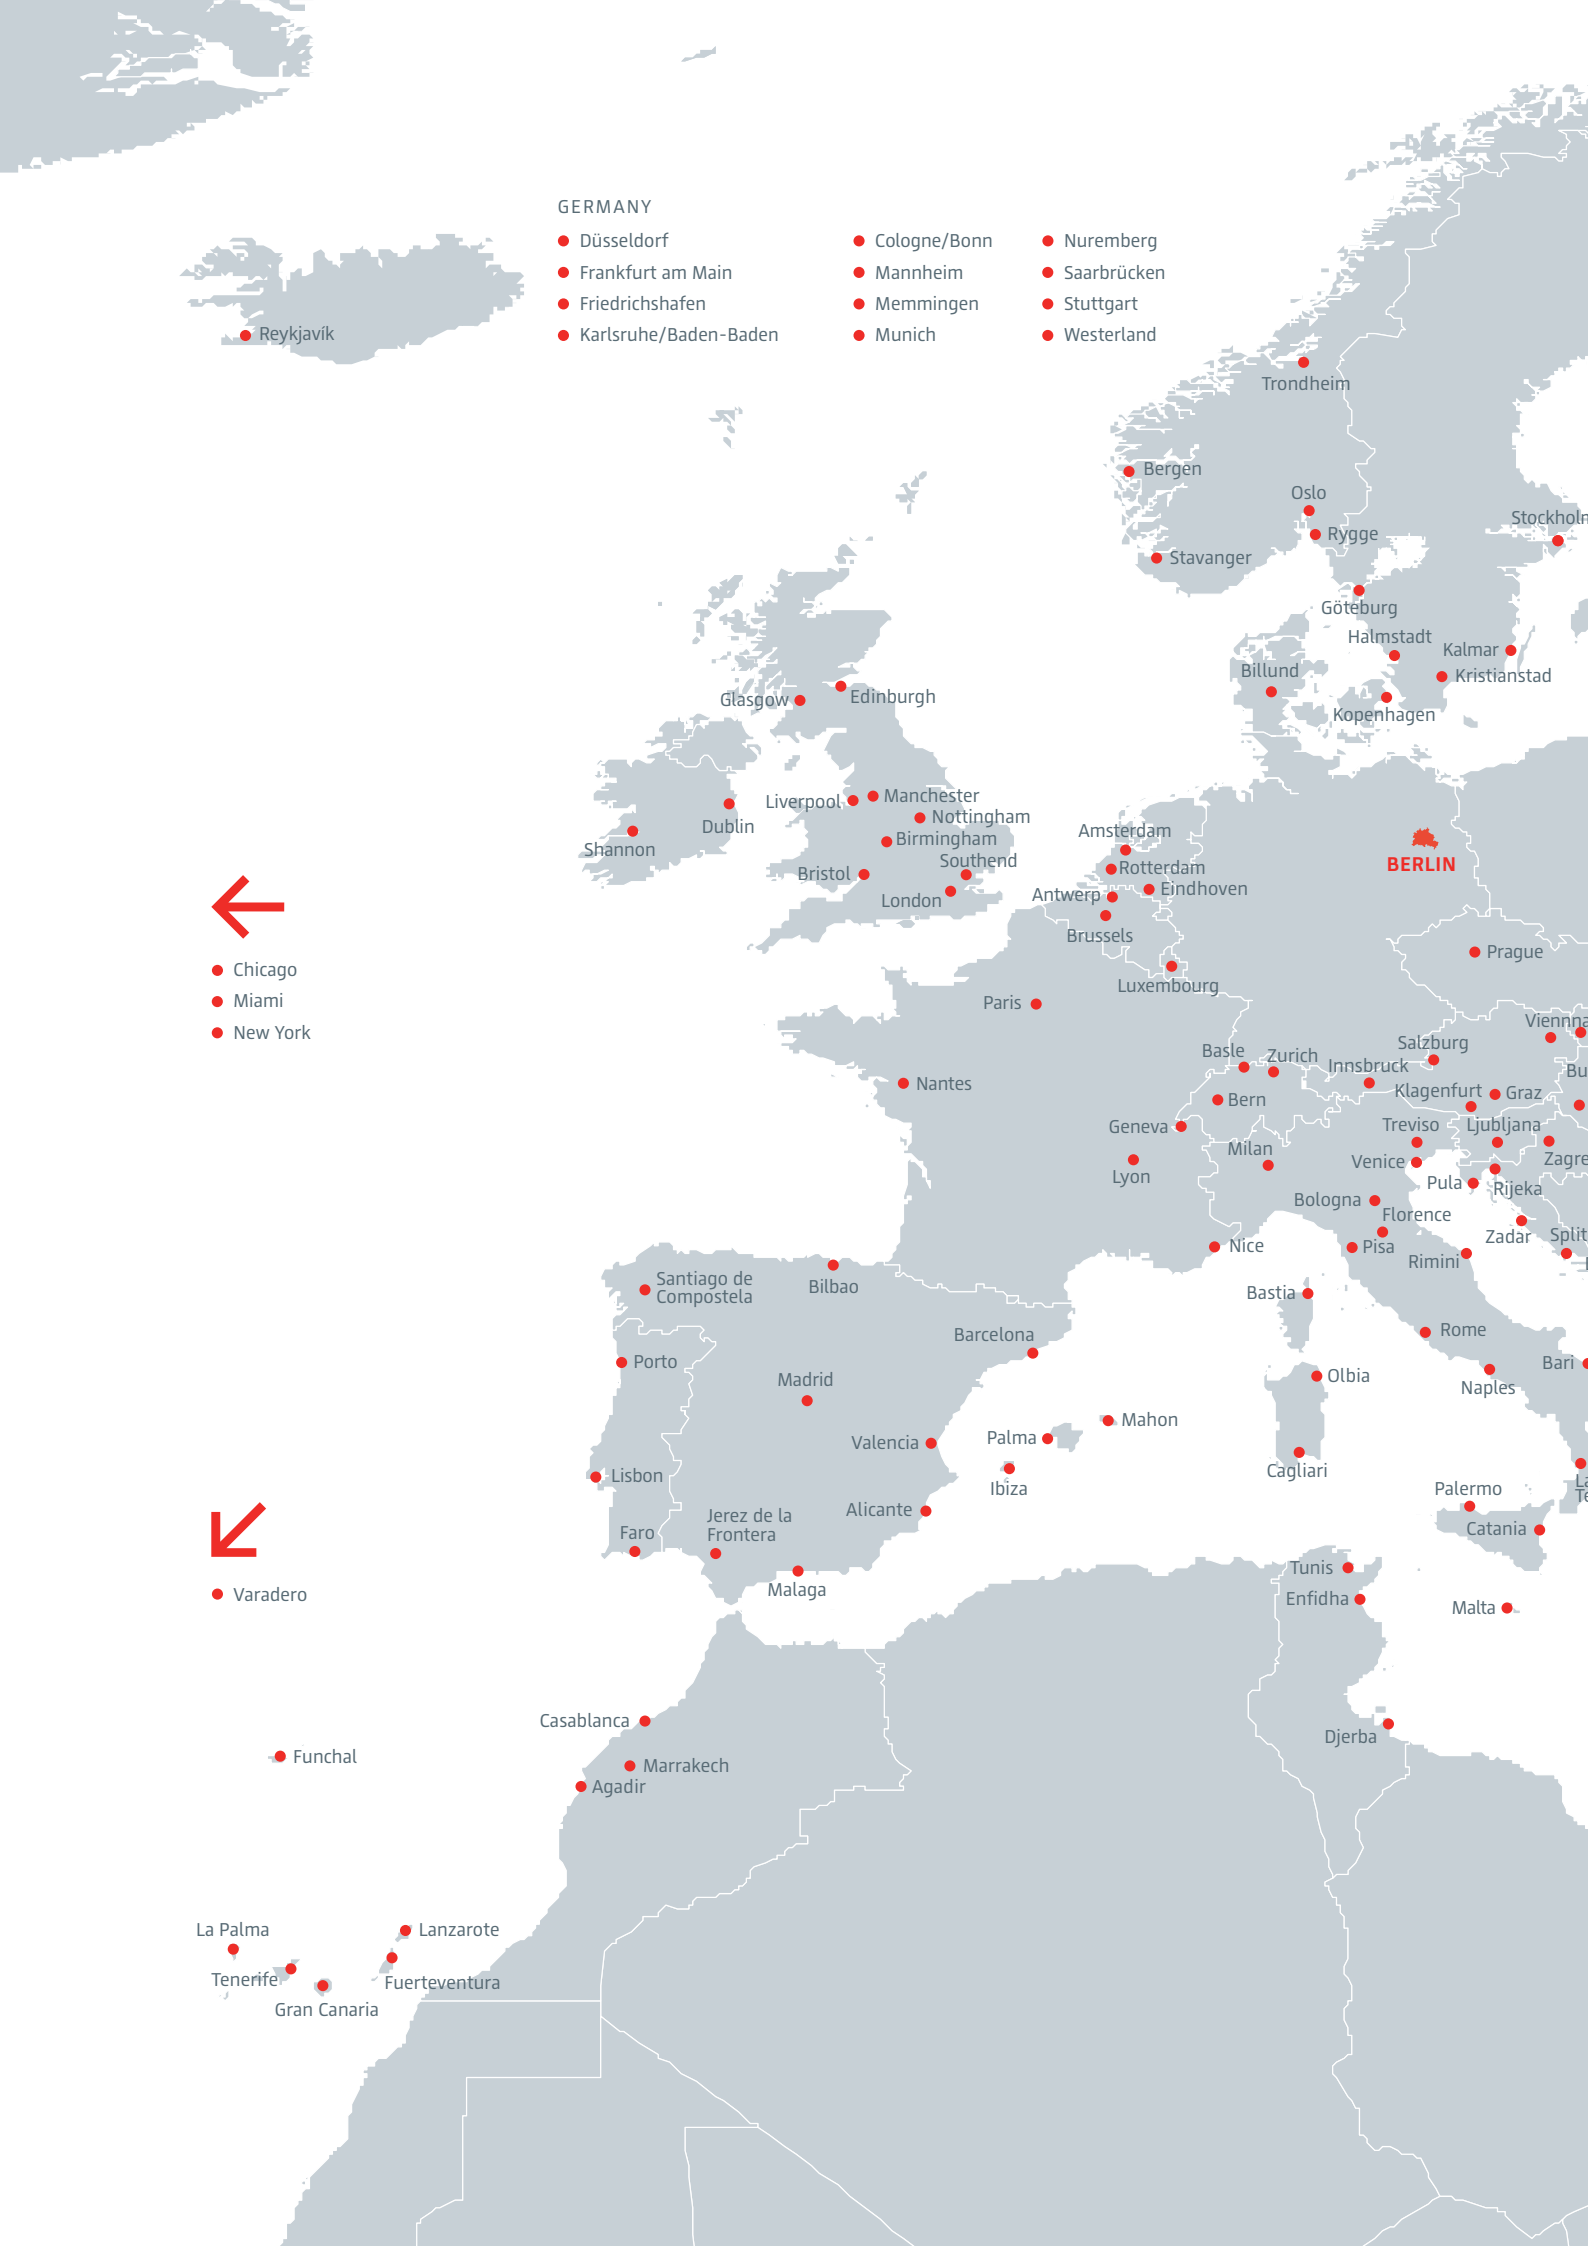 GERMANY
Düsseldorf
Frankfurt am Main
Friedrichshafen
Karlsruhe/Baden-Baden
Cologne/Bonn
Mannheim
Memmingen
Munich
Nuremberg
Saarbrücken
Stuttgart
Westerland
Reykjavík
Trondheim
Bergen
Oslo
Rygge
Stockholm
Stavanger
Göteburg
Halmstadt
Kalmar
Kristianstad
Billund
Kopenhagen
Glasgow
Edinburgh
Liverpool
Manchester
Nottingham
Birmingham
Dublin
Shannon
Southend
Bristol
London
Amsterdam
Rotterdam
Eindhoven
Antwerp
Brussels
BERLIN
Prague
Luxembourg
Paris
Chicago
Miami
New York
Viennna
Salzburg
Basle
Zurich
Innsbruck
Bu
Klagenfurt
Graz
Nantes
Bern
Geneva
Treviso
Ljubljana
Milan
Venice
Zagre
Lyon
Pula
Rijeka
Bologna
Florence
Zadar
Split
Nice
Pisa
Rimini
Santiago de
Compostela
Bilbao
Bastia
Barcelona
Rome
Porto
Bari
Madrid
Olbia
Naples
Mahon
Palma
Valencia
Lisbon
Cagliari
Ibiza
Palermo
La
Te
Alicante
Jerez de la
Frontera
Faro
Catania
Malaga
Tunis
Enfidha
Malta
Varadero
Casablanca
Djerba
Funchal
Marrakech
Agadir
La Palma
Lanzarote
Tenerife
Fuerteventura
Gran Canaria